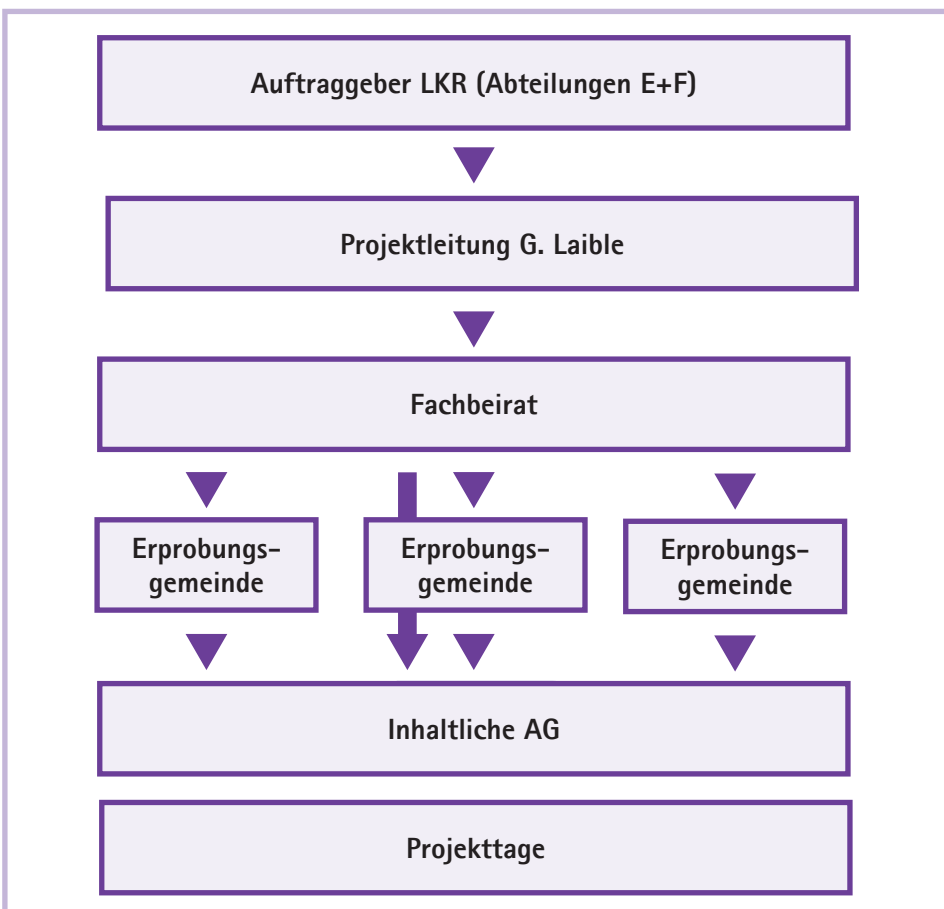 Auftraggeber LKR (Abteilungen E+F)
Projektleitung G. Laible
Fachbeirat
Erprobungs-
gemeinde
Erprobungs-
gemeinde
Erprobungs-
gemeinde
Inhaltliche AG
Projekttage